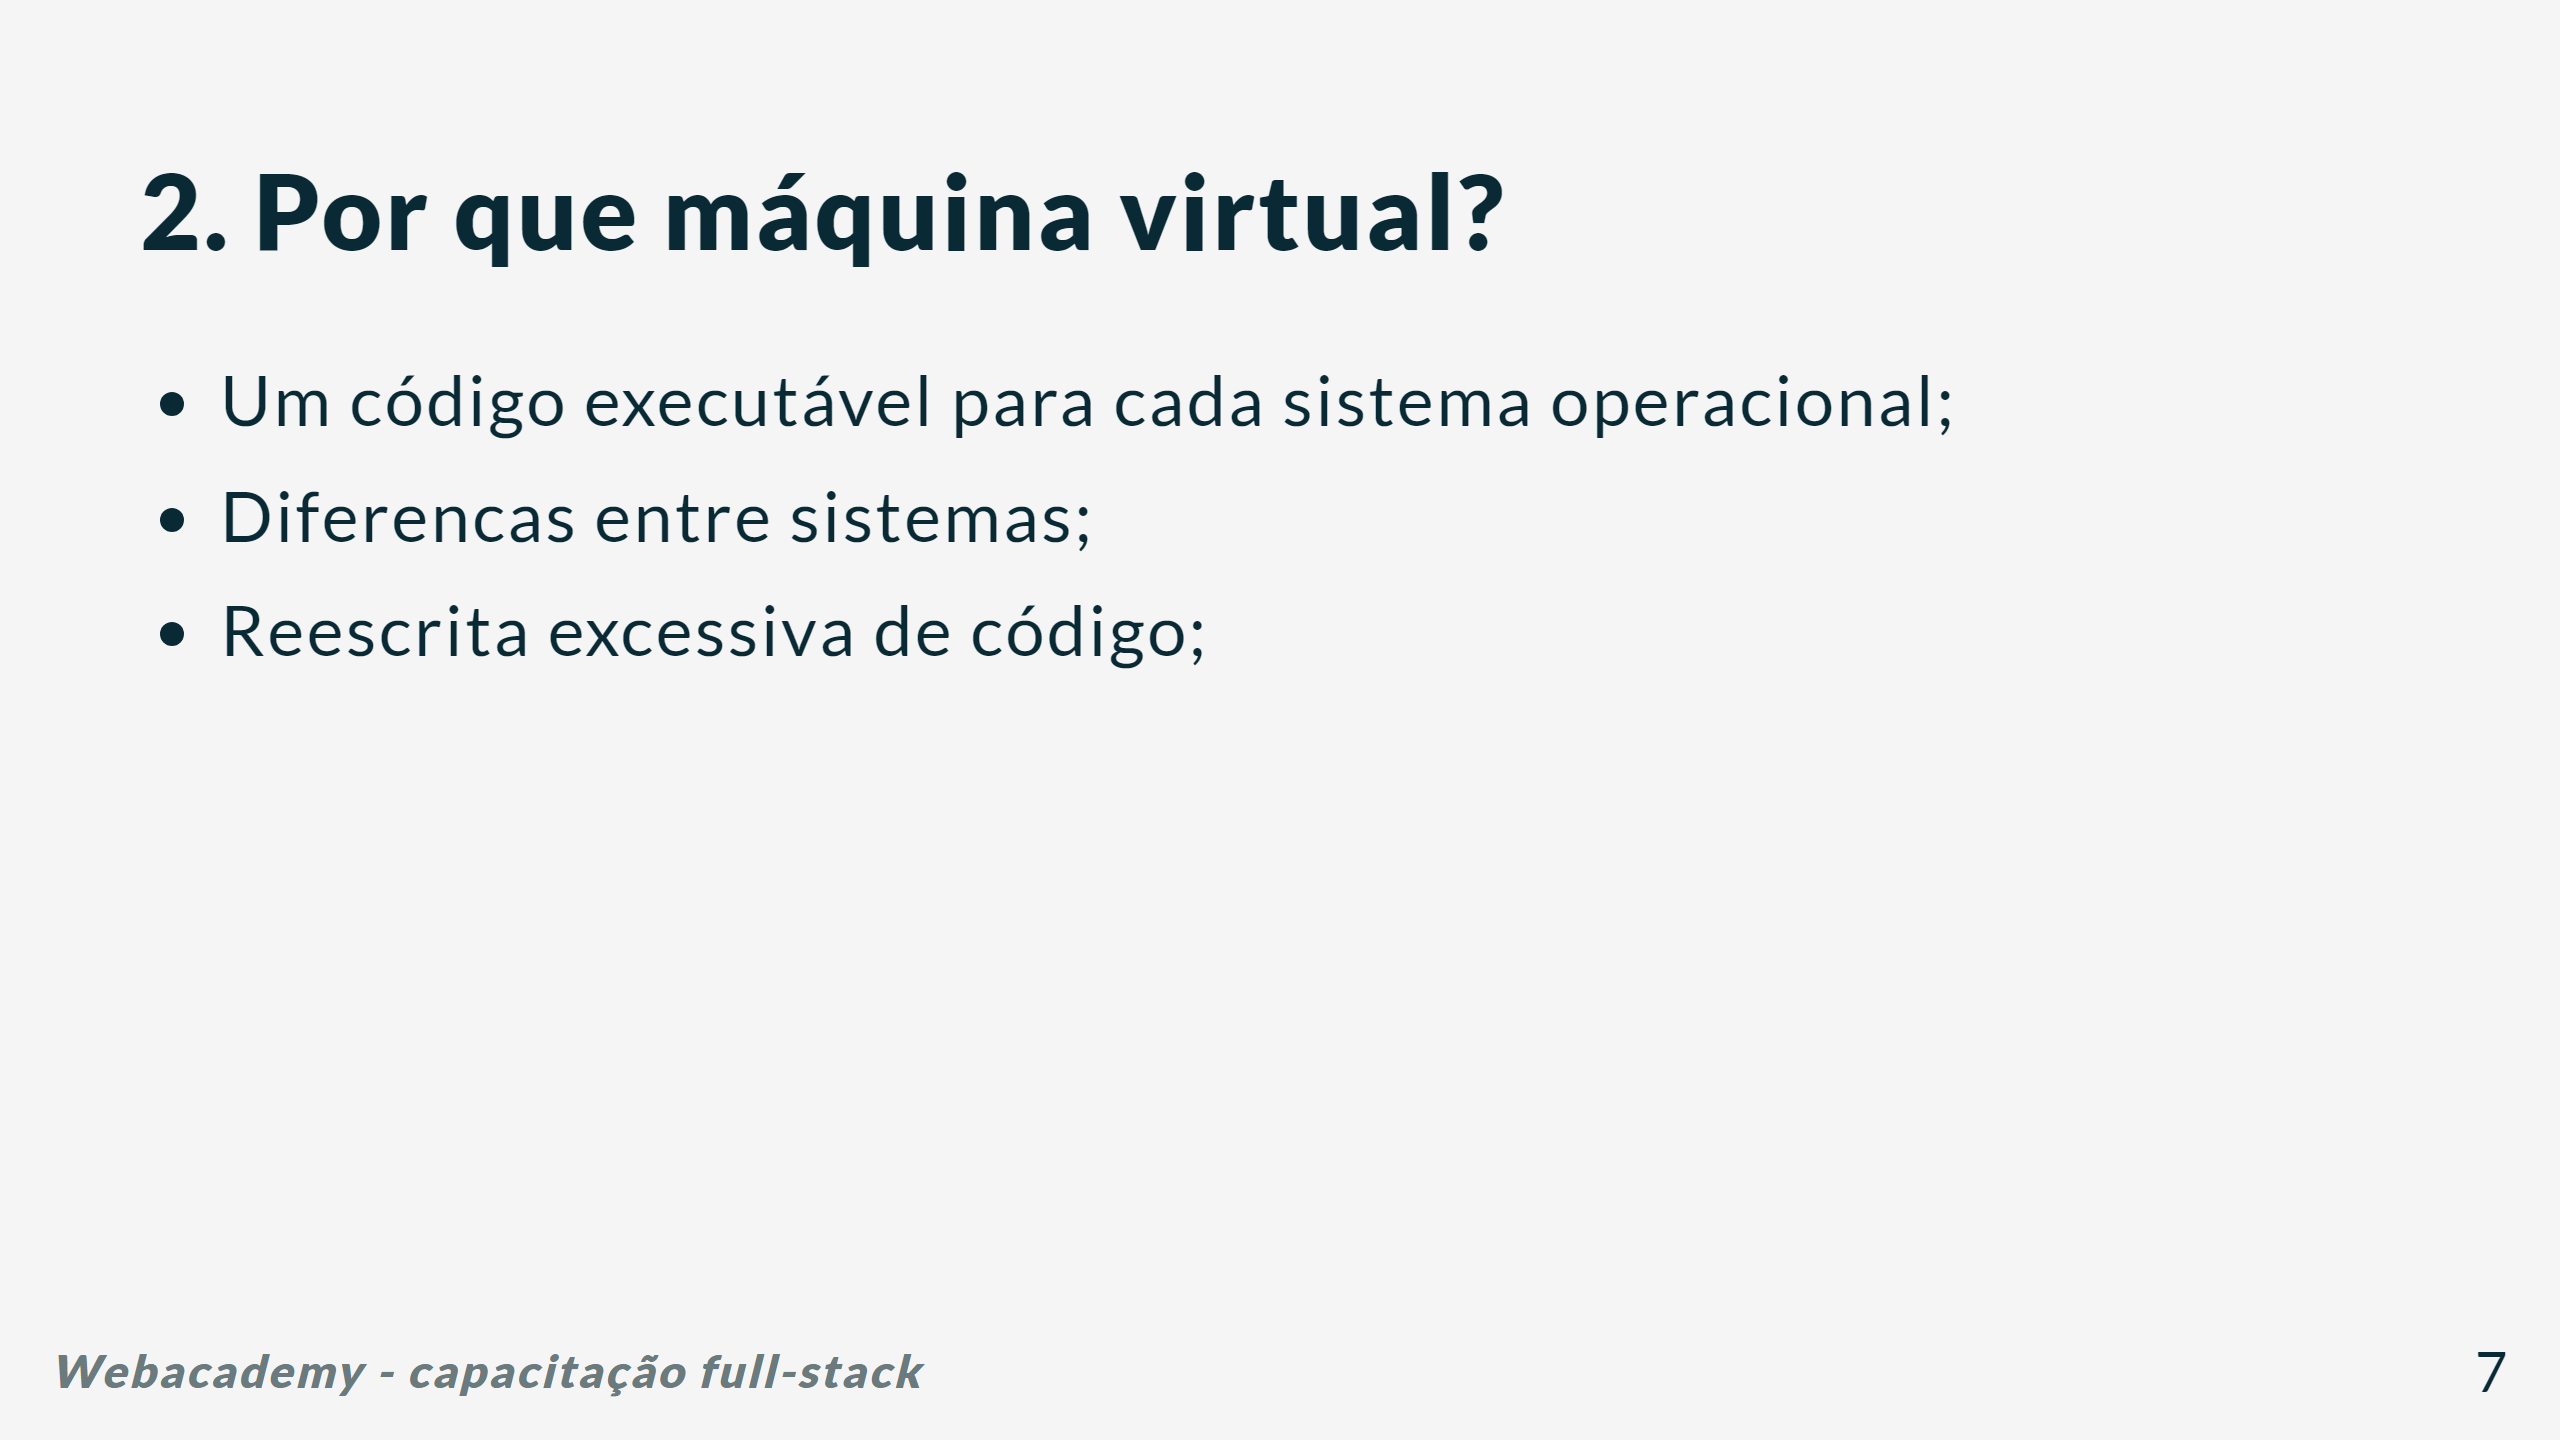 2. Por que máquina virtual?
• Um código executável para cada sistema operacional;
• Diferencas entre sistemas;
• Reescrita excessiva de código;
Webacademy - capacitação full-stack
7